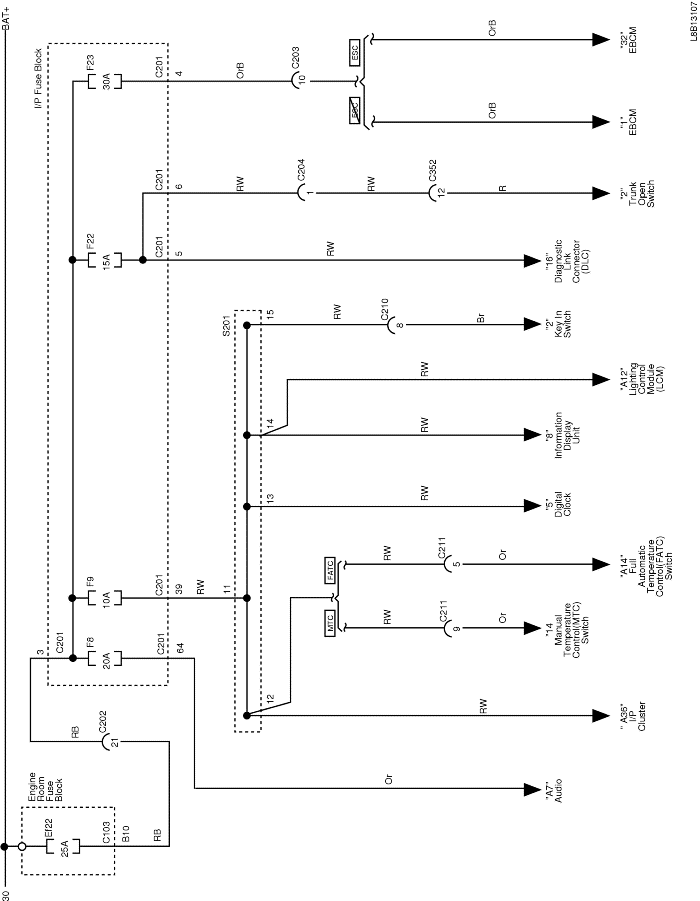 30
BAT+
Engine
Room
Fuse
Block
Ef22
25A
C103
B10
RB
RB
C202
21
3
C201
I/P Fuse Block
F8
20A
F9
10A
F22
15A
F23
30A
C201
64
C201
39
C201
5
C201
6
C201
4
RW
S201
11
12
13
14
15
OrB
C203
10
RW
C204
1
RW
C352
12
R
RW
RW
C210
8
Br
MTC
FATC
ESC
ESC
Or
RW
RW
C211
9
Or
RW
C211
5
Or
RW
RW
RW
OrB
OrB
"A7"
Audio
" A36"
I/P
Cluster
"14
Manual
Temperature
Control(MTC)
Switch
"A14"
Full
Automatic
Temperature
Control(FATC)
Switch
"5"
Digital
Clock
"8"
Information
Display
Unit
"A12"
Lighting
Control
Module
(LCM)
"2"
Key In
Switch
"16"
Diagnostic
Link
Connector
(DLC)
"2"
Trunk
Open
Switch
"1"
EBCM
"32"
EBCM
L8B13107